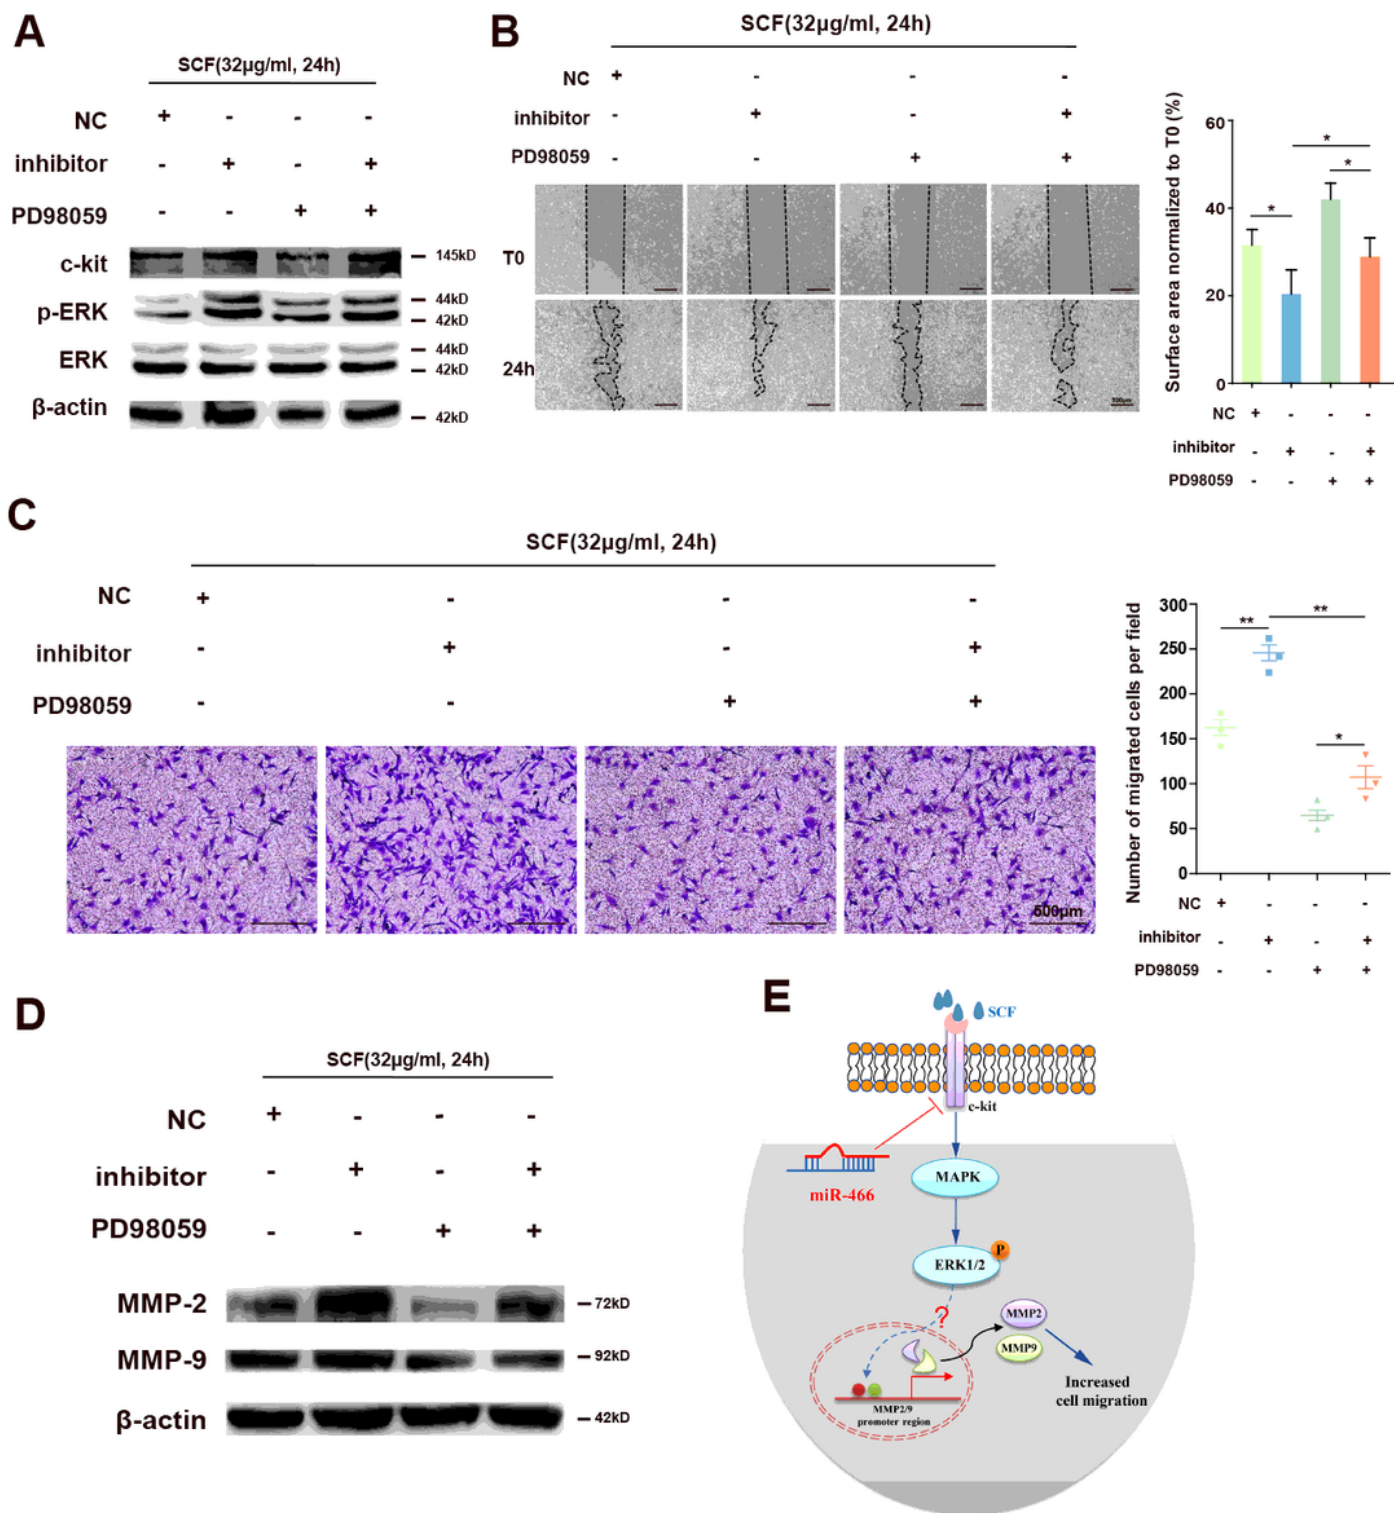 A
SCF(32µg/ml, 24h)
NC + - - -
inhibitor - + - +
PD98059 - - + +
c-kit 145kD
p-ERK 44kD
42kD
ERK 44kD
42kD
β-actin 42kD
B
SCF(32µg/ml, 24h)
NC + - - -
inhibitor - + - +
PD98059 - - + +
T0
24h
500µm
Surface area normalized to T0 (%)
60
40
20
0
* * * *
NC + - - -
inhibitor - + - +
PD98059 - - + +
C
SCF(32µg/ml, 24h)
NC + - - -
inhibitor - + - +
PD98059 - - + +
500µm
Number of migrated cells per field
300
250
200
150
100
50
0
** ** *
NC + - - -
inhibitor - + - +
PD98059 - - + +
D
SCF(32µg/ml, 24h)
NC + - - -
inhibitor - + - +
PD98059 - - + +
MMP-2 72kD
MMP-9 92kD
β-actin 42kD
E
SCF
c-kit
miR-466
MAPK
P
ERK1/2
?
MMP2
MMP9
MMP2/9
promoter region
Increased
cell migration